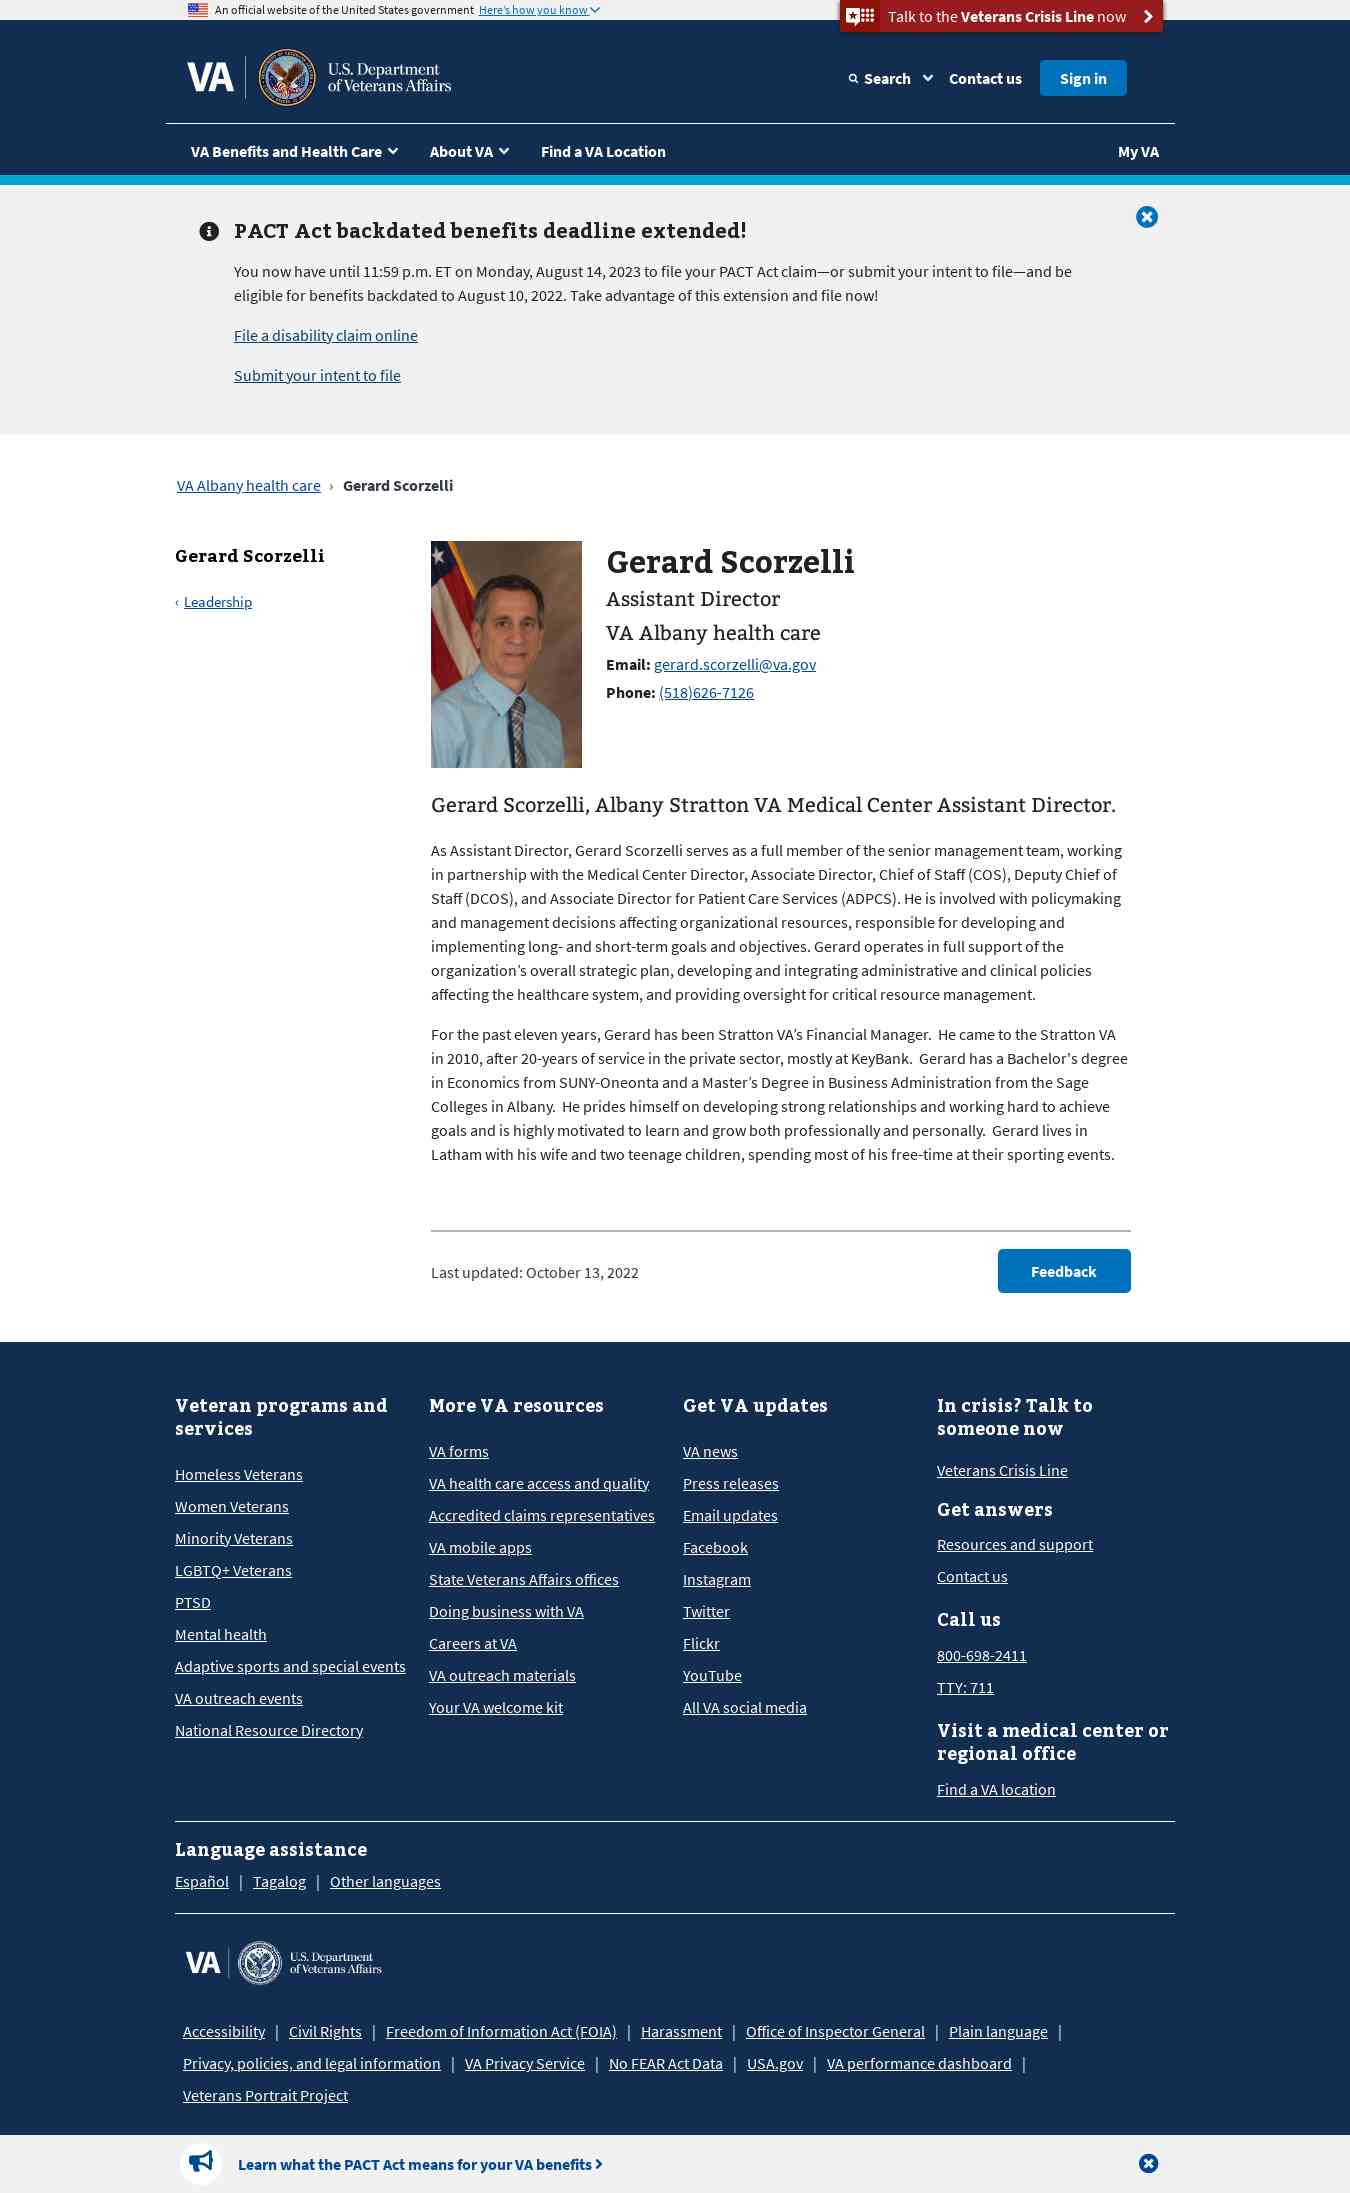 An official website of the United States government Here's how you know
Talk to the Veterans Crisis Line now
VA U.S. Department
of Veterans Affairs
Search Contact us Sign in
VA Benefits and Health Care About VA Find a VA Location My VA
PACT Act backdated benefits deadline extended!
You now have until 11:59 p.m. ET on Monday, August 14, 2023 to file your PACT Act claim—or submit your intent to file—and be
eligible for benefits backdated to August 10, 2022. Take advantage of this extension and file now!
File a disability claim online
Submit your intent to file
VA Albany health care › Gerard Scorzelli
Gerard Scorzelli
‹ Leadership
Gerard Scorzelli
Assistant Director
VA Albany health care
Email: gerard.scorzelli@va.gov
Phone: (518)626-7126
Gerard Scorzelli, Albany Stratton VA Medical Center Assistant Director.
As Assistant Director, Gerard Scorzelli serves as a full member of the senior management team, working
in partnership with the Medical Center Director, Associate Director, Chief of Staff (COS), Deputy Chief of
Staff (DCOS), and Associate Director for Patient Care Services (ADPCS). He is involved with policymaking
and management decisions affecting organizational resources, responsible for developing and
implementing long- and short-term goals and objectives. Gerard operates in full support of the
organization's overall strategic plan, developing and integrating administrative and clinical policies
affecting the healthcare system, and providing oversight for critical resource management.
For the past eleven years, Gerard has been Stratton VA's Financial Manager. He came to the Stratton VA
in 2010, after 20-years of service in the private sector, mostly at KeyBank. Gerard has a Bachelor's degree
in Economics from SUNY-Oneonta and a Master's Degree in Business Administration from the Sage
Colleges in Albany. He prides himself on developing strong relationships and working hard to achieve
goals and is highly motivated to learn and grow both professionally and personally. Gerard lives in
Latham with his wife and two teenage children, spending most of his free-time at their sporting events.
Last updated: October 13, 2022
Feedback
Veteran programs and
services
Homeless Veterans
Women Veterans
Minority Veterans
LGBTQ+ Veterans
PTSD
Mental health
Adaptive sports and special events
VA outreach events
National Resource Directory
More VA resources
VA forms
VA health care access and quality
Accredited claims representatives
VA mobile apps
State Veterans Affairs offices
Doing business with VA
Careers at VA
VA outreach materials
Your VA welcome kit
Get VA updates
VA news
Press releases
Email updates
Facebook
Instagram
Twitter
Flickr
YouTube
All VA social media
In crisis? Talk to
someone now
Veterans Crisis Line
Get answers
Resources and support
Contact us
Call us
800-698-2411
TTY: 711
Visit a medical center or
regional office
Find a VA location
Language assistance
Español | Tagalog | Other languages
VA U.S. Department
of Veterans Affairs
Accessibility | Civil Rights | Freedom of Information Act (FOIA) | Harassment | Office of Inspector General | Plain language |
Privacy, policies, and legal information | VA Privacy Service | No FEAR Act Data | USA.gov | VA performance dashboard |
Veterans Portrait Project
Learn what the PACT Act means for your VA benefits